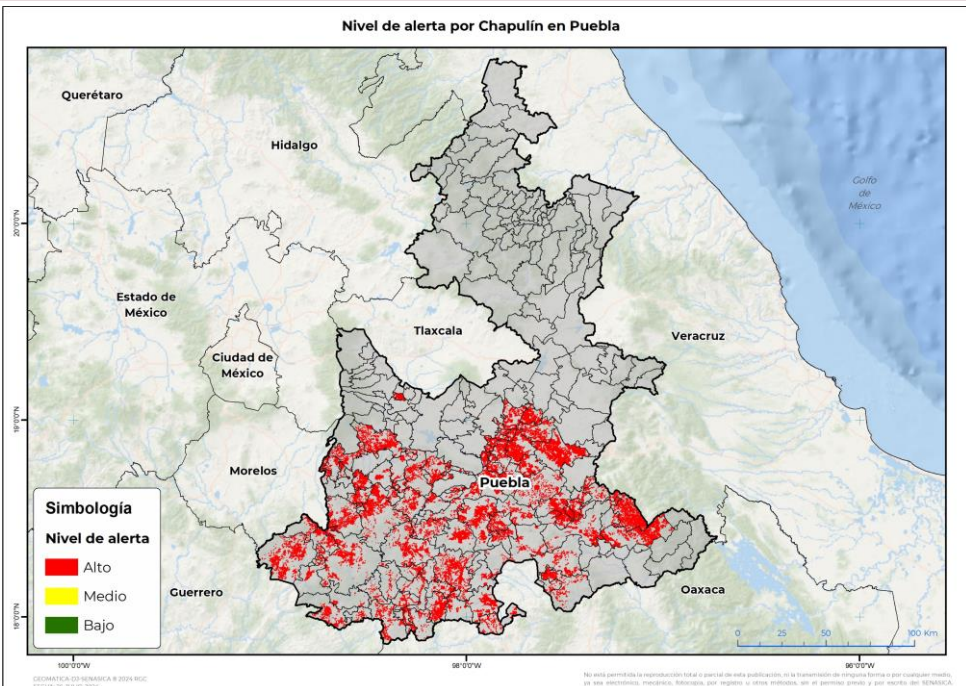 Nivel de alerta por Chapulín en Puebla
Querétaro
Hidalgo
Golfo
de
México
20°0'0"N
Estado de
México
Tlaxcala
Veracruz
Ciudad de
México
19°0'0"N
Morelos
Puebla
Simbología
Nivel de alerta
Alto
Medio
Bajo
Guerrero
Oaxaca
18°0'0"N
0 25 50 100 Km
100°0'0"W 98°0'0"W 96°0'0"W
GEOMATICA-DJ-SENASICA ® 2024 RGC
No está permitida la reproducción total o parcial de esta publicación, ni la transmisión de ninguna forma o por cualquier medio,
ya sea electrónico, mecánico, fotocopia, por registro u otros métodos, sin el permiso previo y por escrito del SENASICA.